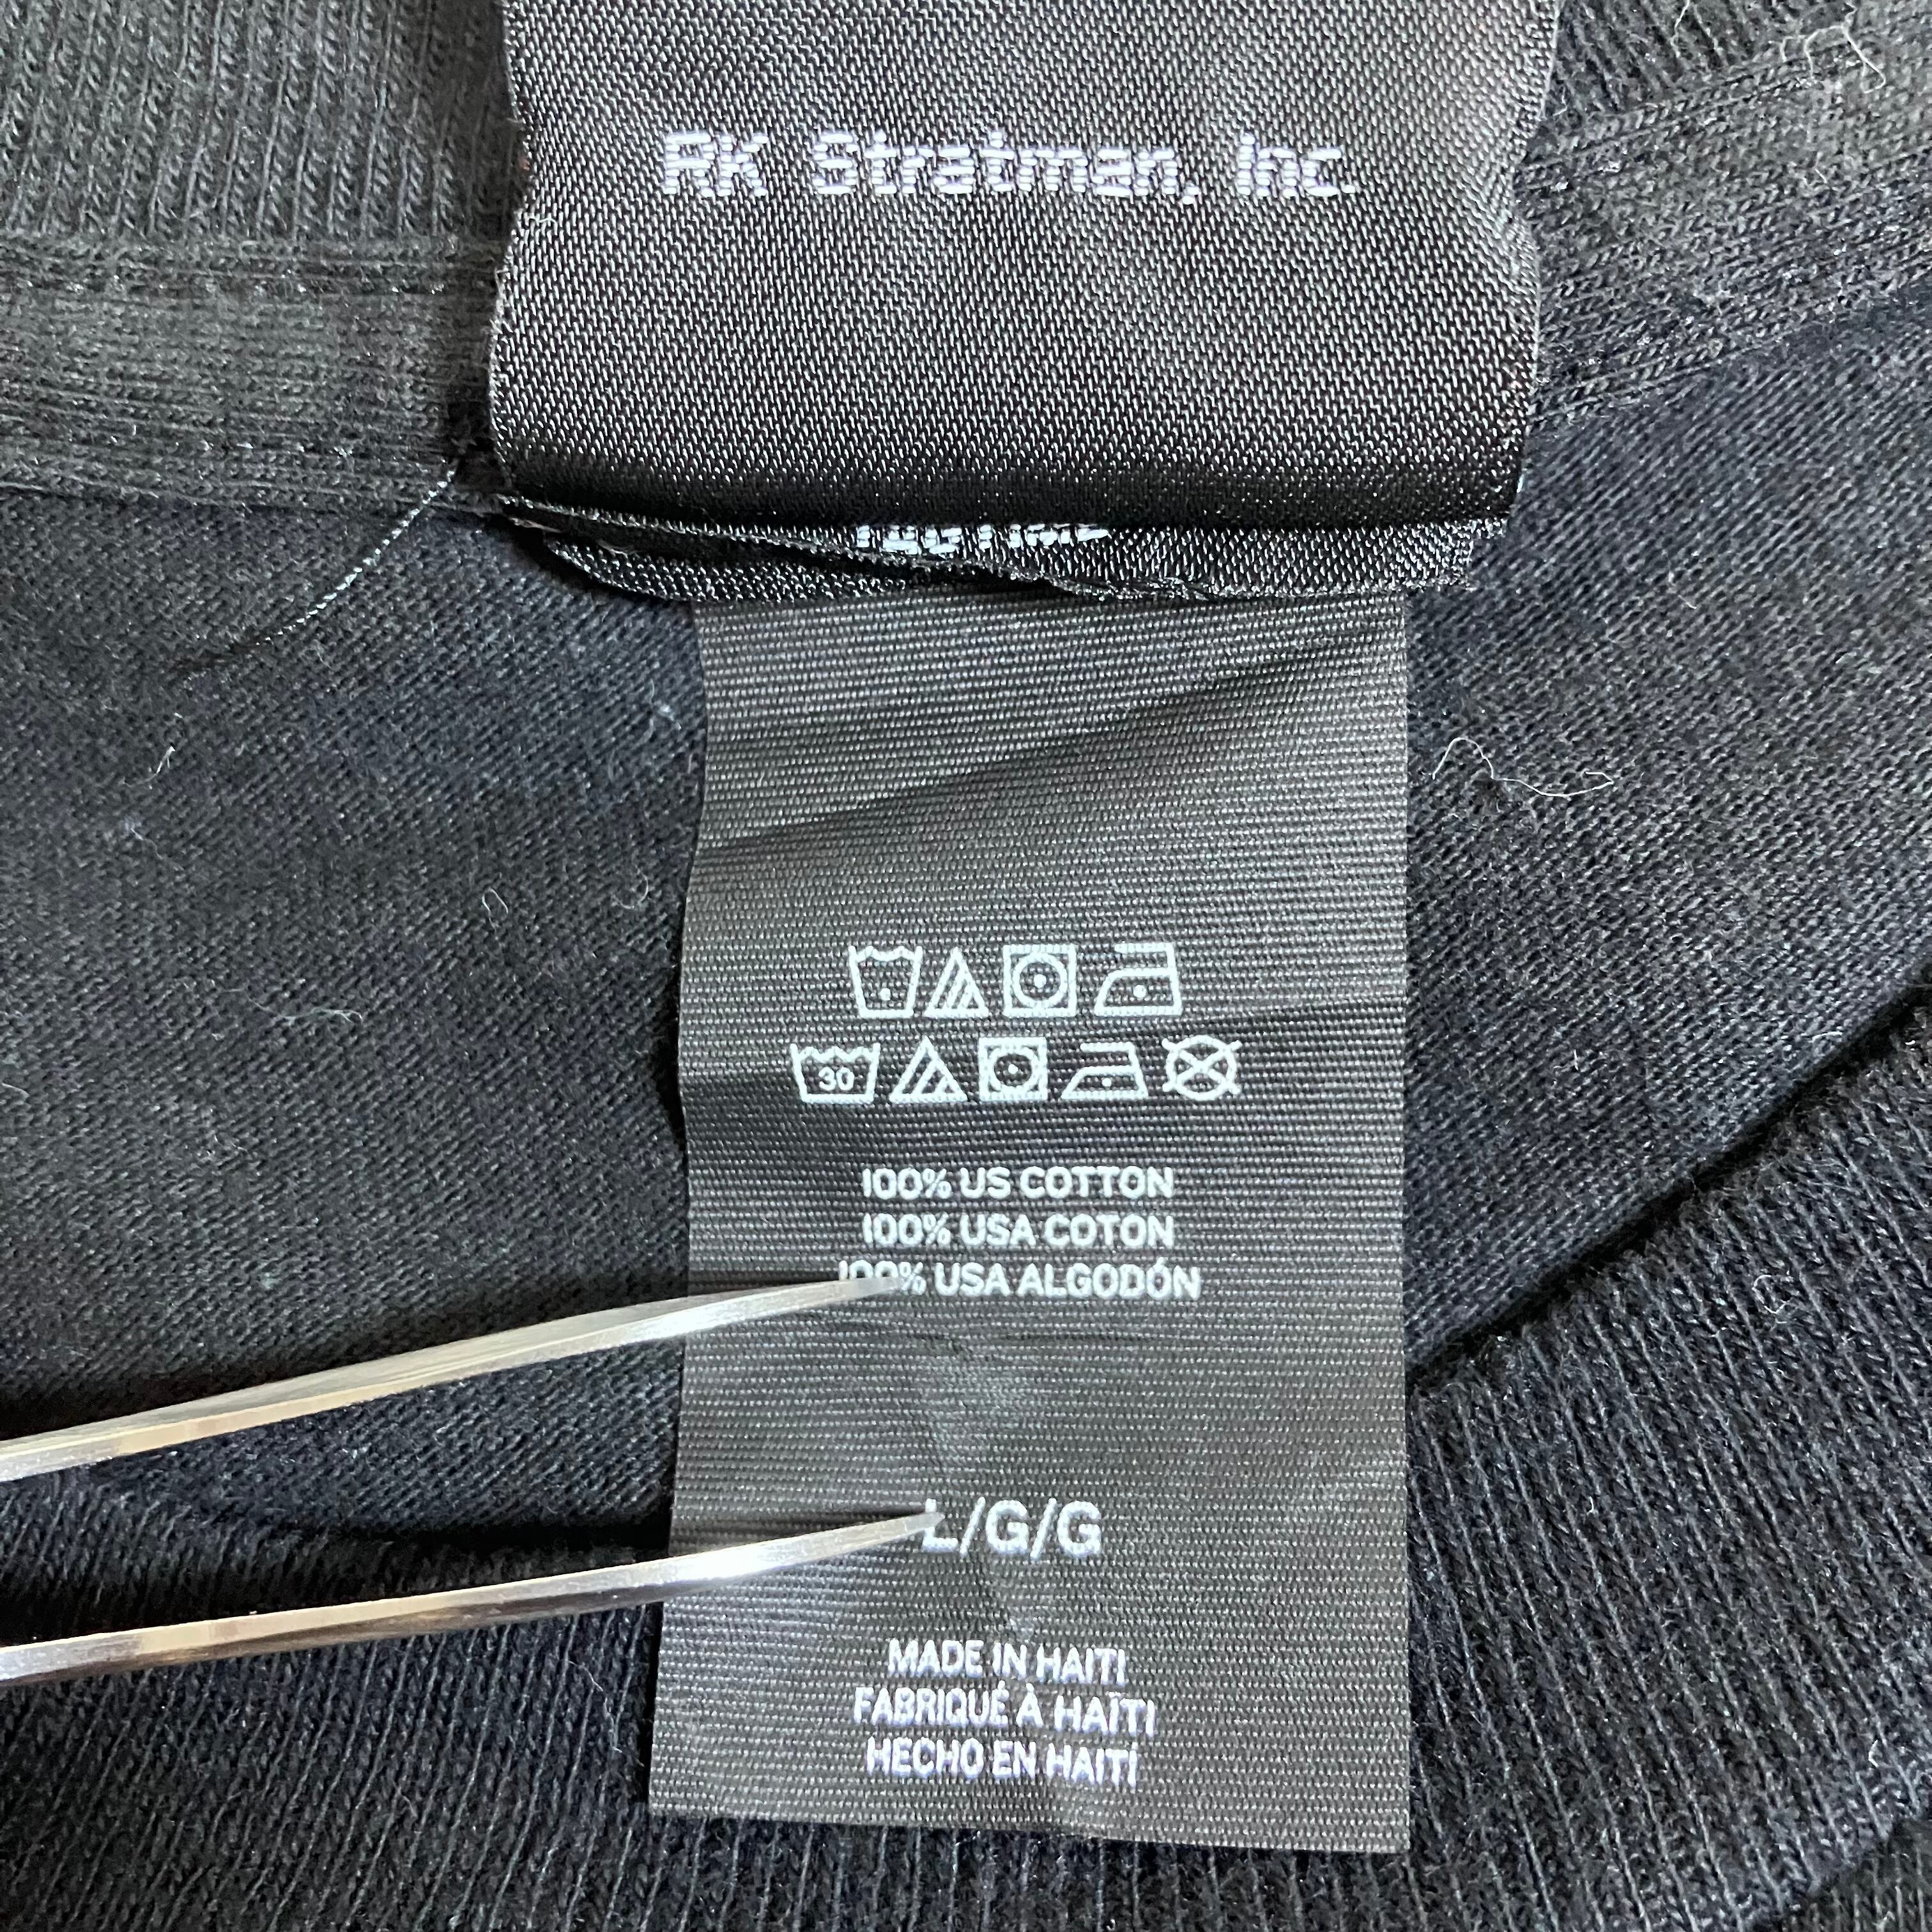 RK Stratman, Inc.
30
100% US COTTON
100% USA COTON
100% USA ALGODÓN
L/G/G
MADE IN HAITI
FABRIQUÉ À HAÏTI
HECHO EN HAITÍ